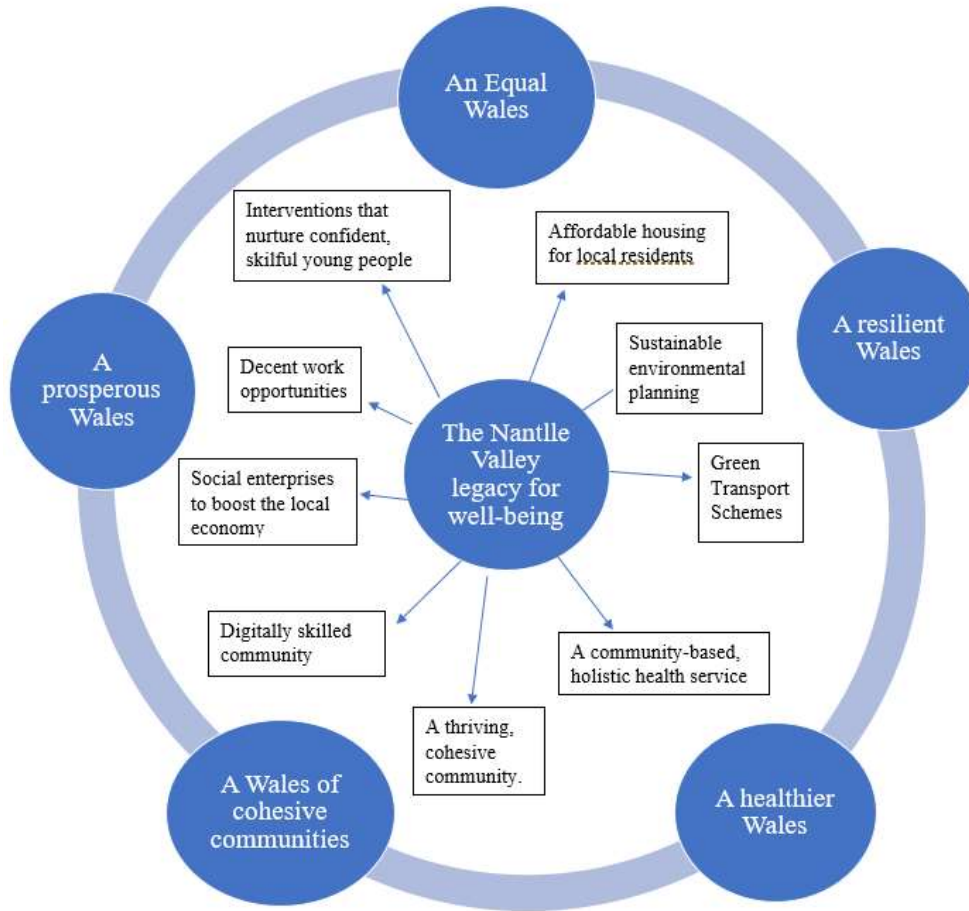 An Equal
Wales
Interventions that
nurture confident,
skilful young people
Affordable housing
for local residents
A resilient
Wales
A
prosperous
Wales
Decent work
opportunities
Sustainable
environmental
planning
The Nantlle
Valley
legacy for
well-being
Social enterprises
to boost the local
economy
Green
Transport
Schemes
Digitally skilled
community
A community-based,
holistic health service
A thriving,
cohesive
community.
A Wales of
cohesive
communities
A healthier
Wales